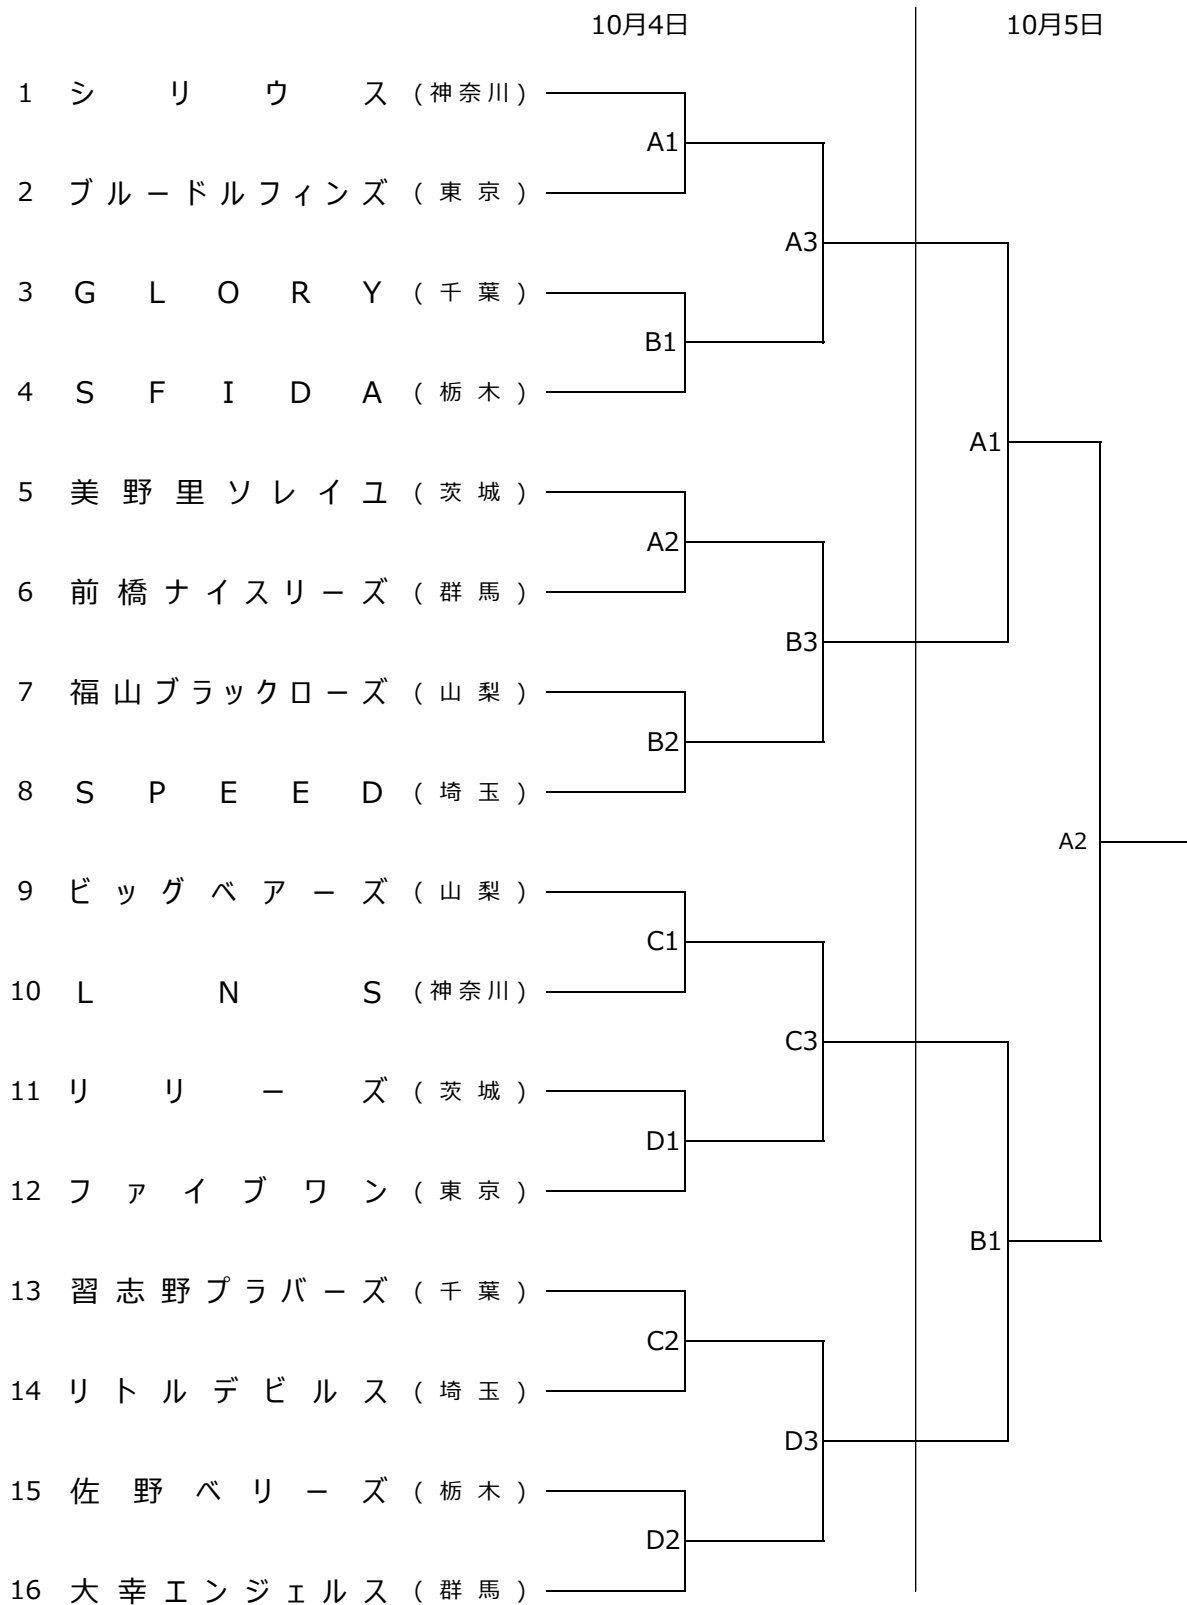 10月4日 10月5日
1 シリウス (神奈川)
A1
2 ブルードルフィンズ (東京)
A3
3 GLORY (千葉)
B1
4 SFIDA (栃木)
A1
5 美野里ソレイユ (茨城)
A2
6 前橋ナイスリーズ (群馬)
B3
7 福山ブラックローズ (山梨)
B2
8 SPEED (埼玉)
A2
9 ビッグベアーズ (山梨)
C1
10 LNS (神奈川)
C3
11 リリーズ (茨城)
D1
12 ファイブワン (東京)
B1
13 習志野プラバーズ (千葉)
C2
14 リトルデビルス (埼玉)
D3
15 佐野ベリーズ (栃木)
D2
16 大幸エンジェルス (群馬)